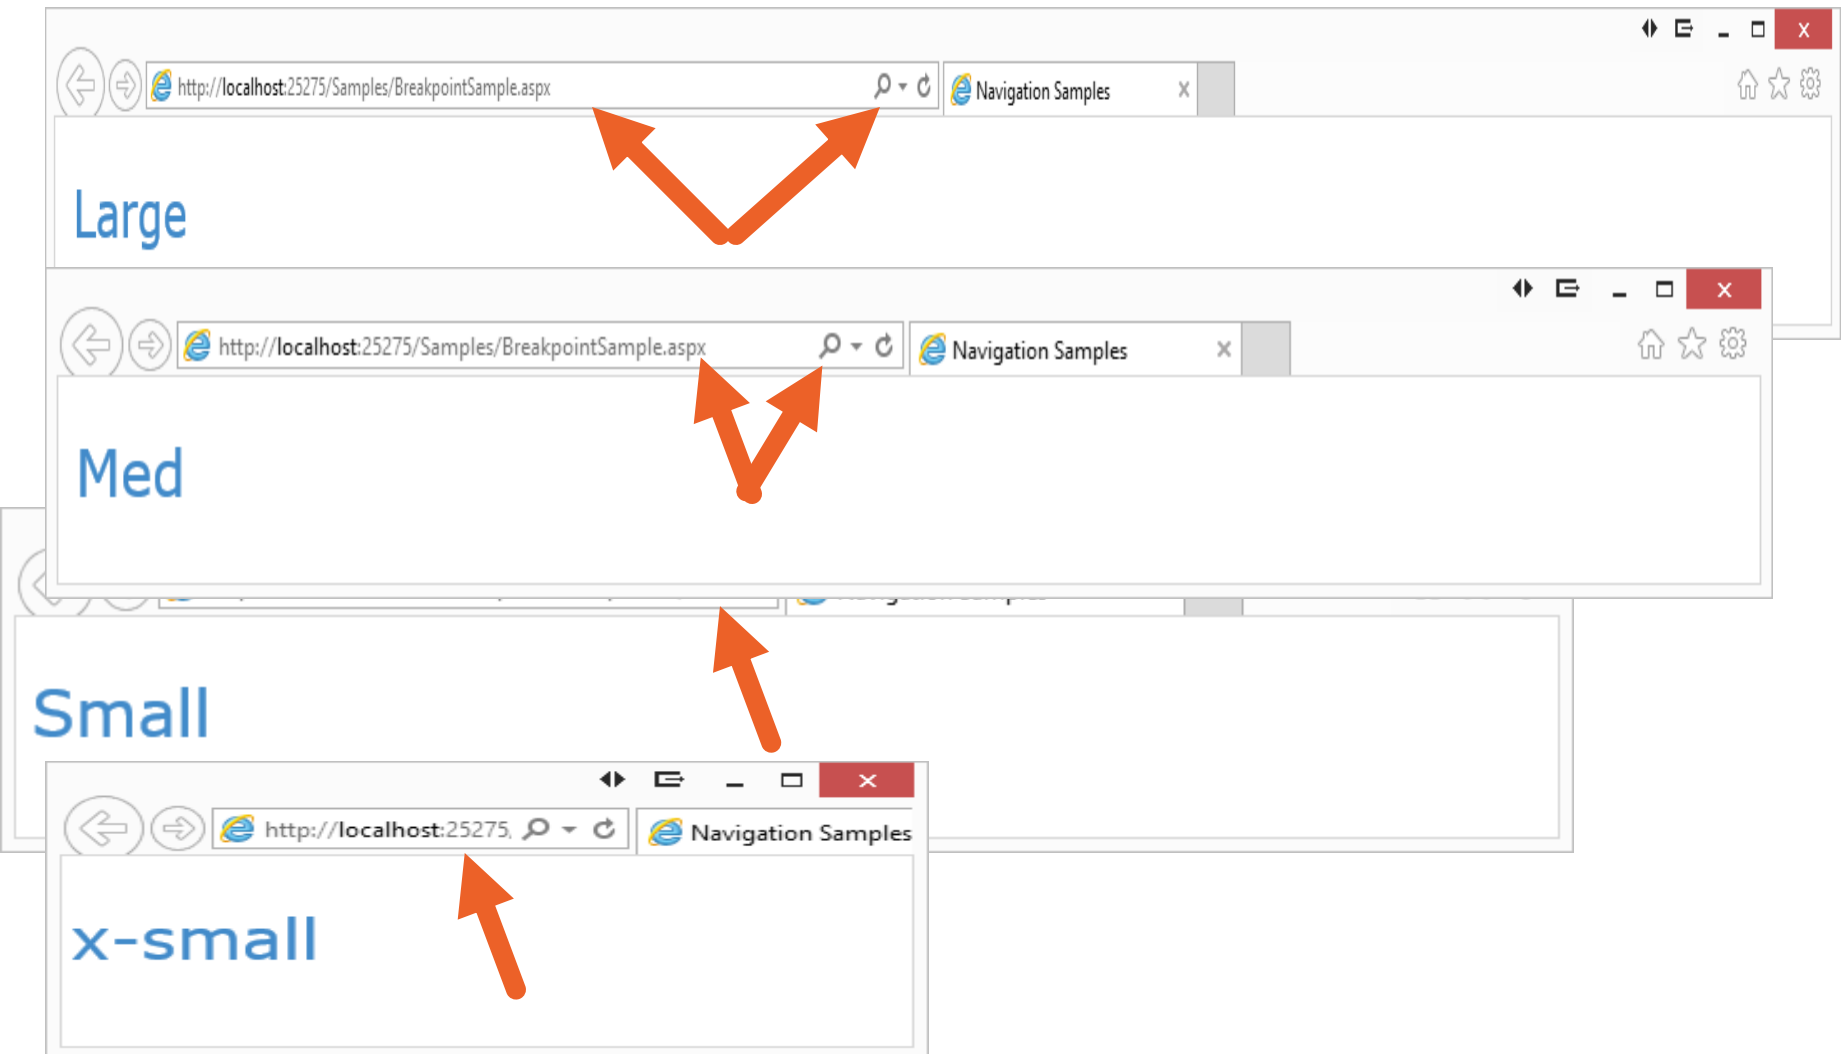 http://localhost:25275/Samples/BreakpointSample.aspx
Navigation Samples
Large
http://localhost:25275/Samples/BreakpointSample.aspx
Navigation Samples
Med
Small
http://localhost:25275
Navigation Samples
x-small